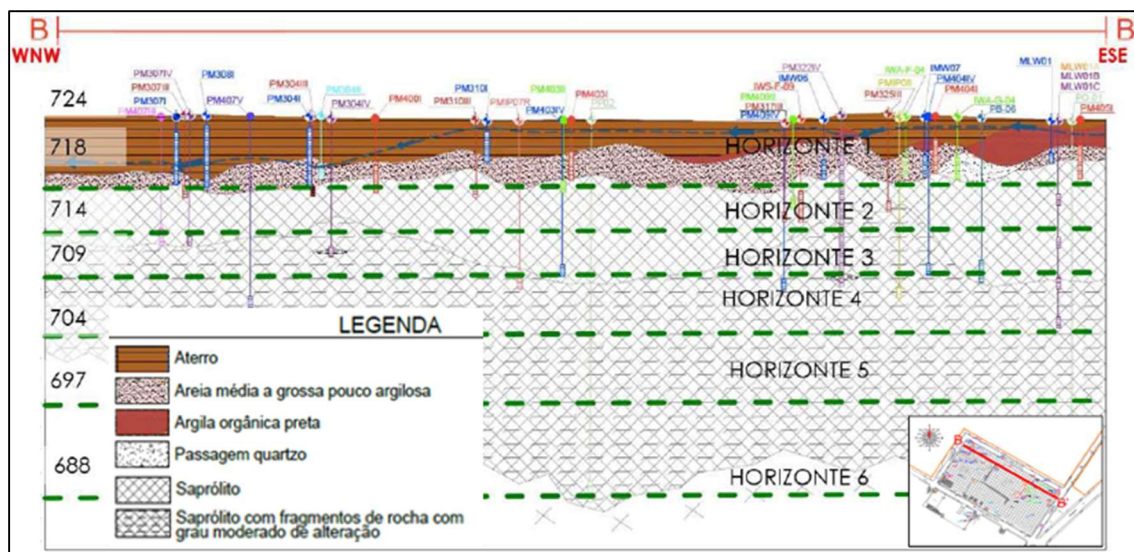 B
B
WNW
ESE
PM307IV
PM308I
PM304III
PM322IV
IWA-F-04
MLW01
PM307III
PM310I
IMW07
MLW01B
PM307I
PM407V
PM304I
PM304IV
PM400I
PM310III
PMIP07R
PM403IV
PM403I
IWS-F-09
PM317III
PM325III
PM404IV
PM404I
IWA-G-04
PB-06
MLW01C
PM405I
724
718
714
709
704
697
688
HORIZONTE 1
HORIZONTE 2
HORIZONTE 3
HORIZONTE 4
HORIZONTE 5
HORIZONTE 6
LEGENDA
Aterro
Areia média a grossa pouco argilosa
Argila orgânica preta
Passagem quartzo
Saprólito
Saprólito com fragmentos de rocha com
grau moderado de alteração
B
B'